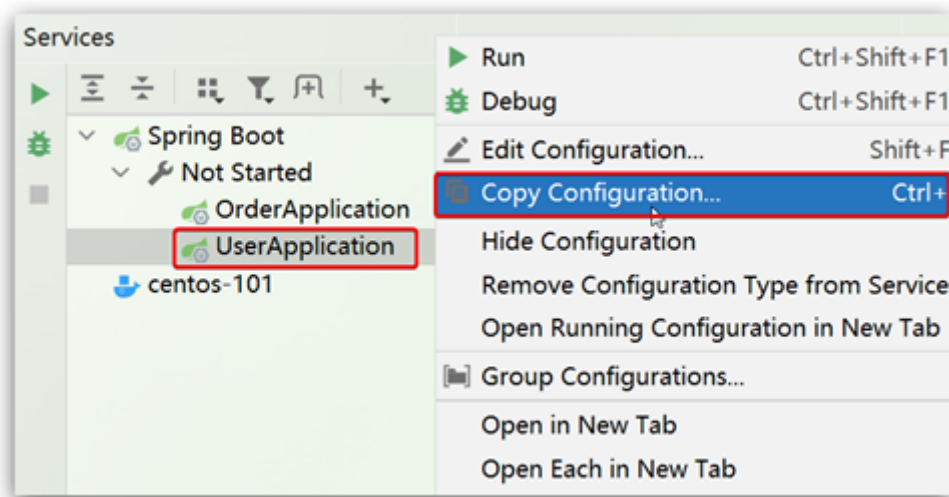 Services
Spring Boot
Not Started
OrderApplication
UserApplication
centos-101
Run Ctrl+Shift+F1
Debug Ctrl+Shift+F1
Edit Configuration... Shift+F
Copy Configuration... Ctrl+
Hide Configuration
Remove Configuration Type from Service
Open Running Configuration in New Tab
Group Configurations...
Open in New Tab
Open Each in New Tab